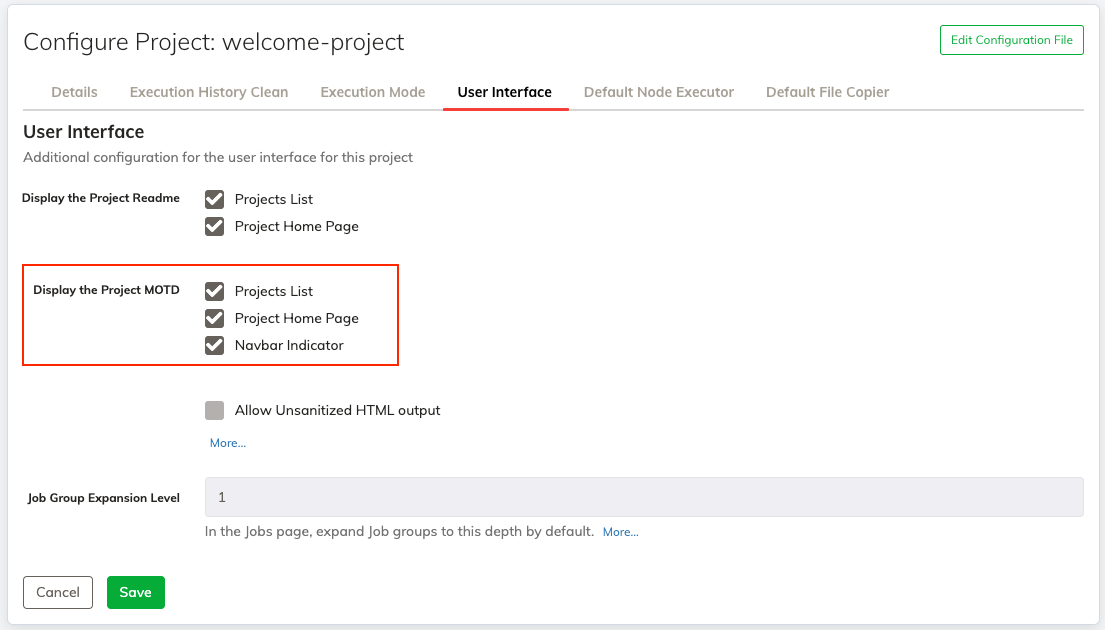 Configure Project: welcome-project
Edit Configuration File
Details Execution History Clean Execution Mode User Interface Default Node Executor Default File Copier
User Interface
Additional configuration for the user interface for this project
Display the Project Readme
Projects List
Project Home Page
Display the Project MOTD
Projects List
Project Home Page
Navbar Indicator
Allow Unsanitized HTML output
More...
Job Group Expansion Level
1
In the Jobs page, expand Job groups to this depth by default. More...
Cancel Save